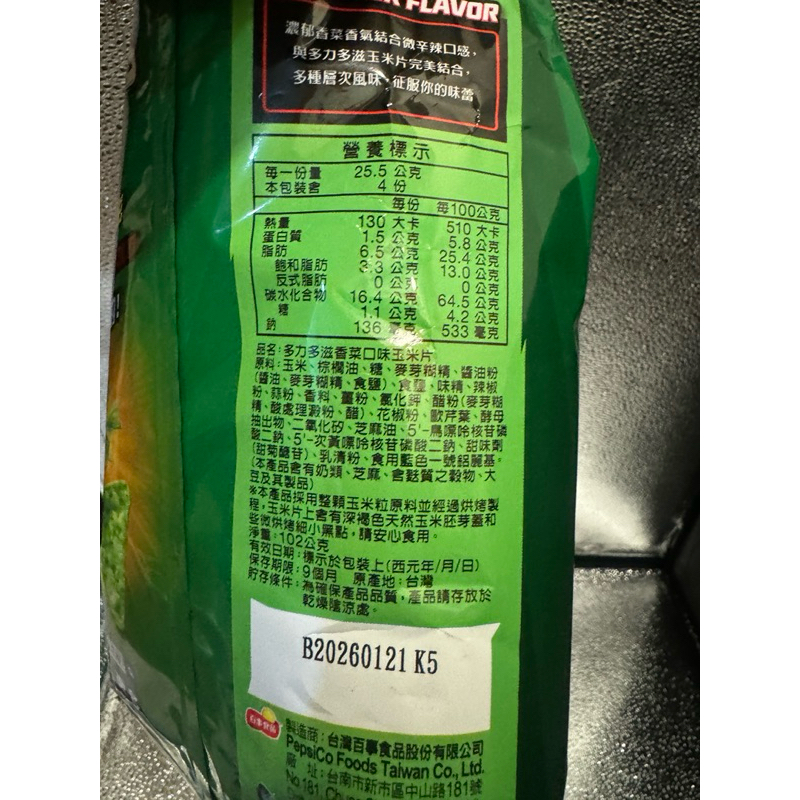 FLAVOR
濃郁香菜香氣結合微辛辣口感,
與多力多滋玉米片完美結合,
多種層次風味,征服你的味蕾
營養標示
每一份量 25.5 公克
本包裝含 4 份
每份 每100公克
熱量 130 大卡 510 大卡
蛋白質 1.5 公克 5.8 公克
脂肪 6.5 公克 25.4 公克
飽和脂肪 3.3 公克 13.0 公克
反式脂肪 0 公克 0 公克
碳水化合物 16.4 公克 64.5 公克
糖 1.1 公克 4.2 公克
鈉 136 毫克 533 毫克
品名:多力多滋香菜口味玉米片
原料:玉米、棕櫚油、糖、麥芽糊精、醬油粉
(醬油、麥芽糊精、食鹽)、食鹽、味精、辣椒
粉、蒜粉、香料、薑粉、氯化鉀、醋粉(麥芽糊
精、酸處理澱粉、醋)、花椒粉、歐芹葉、酵母
抽出物、二氧化矽、芝麻油、5'-鳥嘌呤核苷磷
酸二鈉、5'-次黃嘌呤核苷磷酸二鈉、甜味劑
(甜菊醣苷)、乳清粉、食用藍色一號鋁麗基。
(本產品含有奶類、芝麻、含麩質之穀物、大
豆及其製品)
※本產品採用整顆玉米粒原料並經過烘烤製
程,玉米片上會有深褐色天然玉米胚芽蓋和
些微烘烤細小黑點,請安心食用。
淨重:102公克
有效日期:標示於包裝上(西元年/月/日)
保存期限:9個月 原產地:台灣
貯存條件:為確保產品品質,產品請存放於
乾燥陰涼處。
B20260121 K5
百事食品
製造商:台灣百事食品股份有限公司
PepsiCo Foods Taiwan Co., Ltd.
廠 址:台南市新市區中山路181號
No.181,